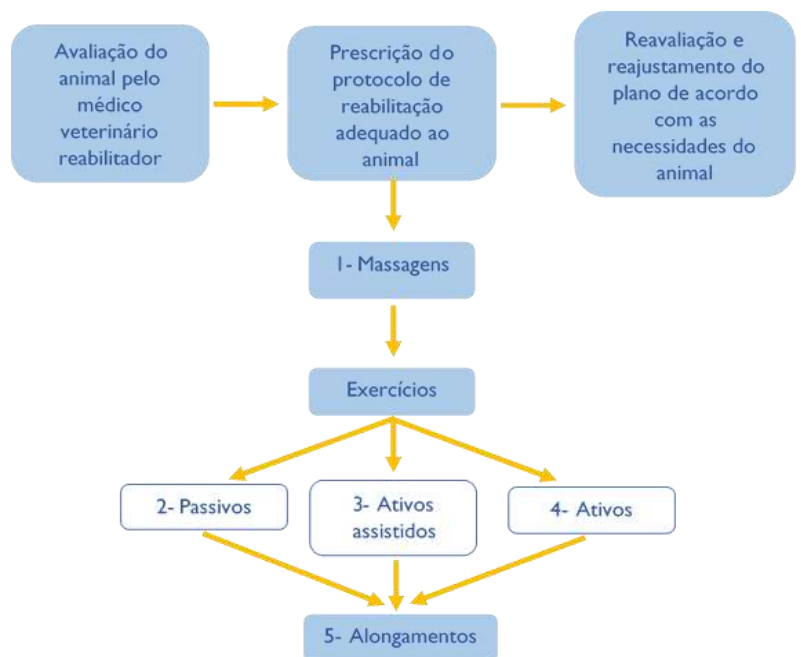 Avaliação do
animal pelo
médico
veterinário
reabilitador
Prescrição do
protocolo de
reabilitação
adequado ao
animal
Reavaliação e
reajustamento do
plano de acordo
com as
necessidades do
animal
1- Massagens
Exercícios
2- Passivos
3- Ativos
assistidos
4- Ativos
5- Alongamentos